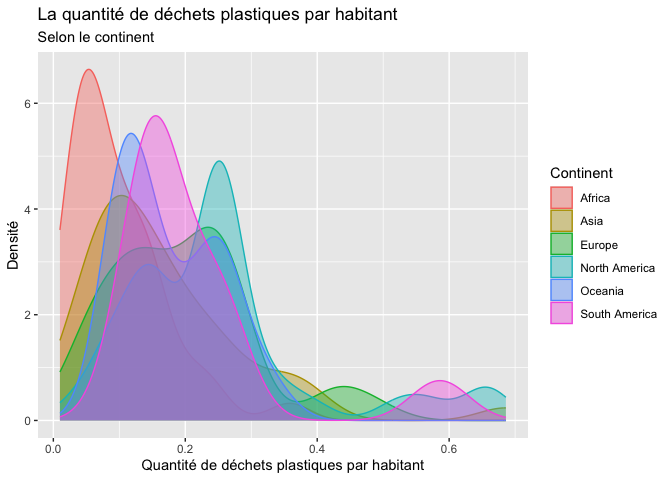 La quantité de déchets plastiques par habitant
Selon le continent
Densité
6
4
2
0
0.0 0.2 0.4 0.6
Quantité de déchets plastiques par habitant
Continent
Africa
Asia
Europe
North America
Oceania
South America